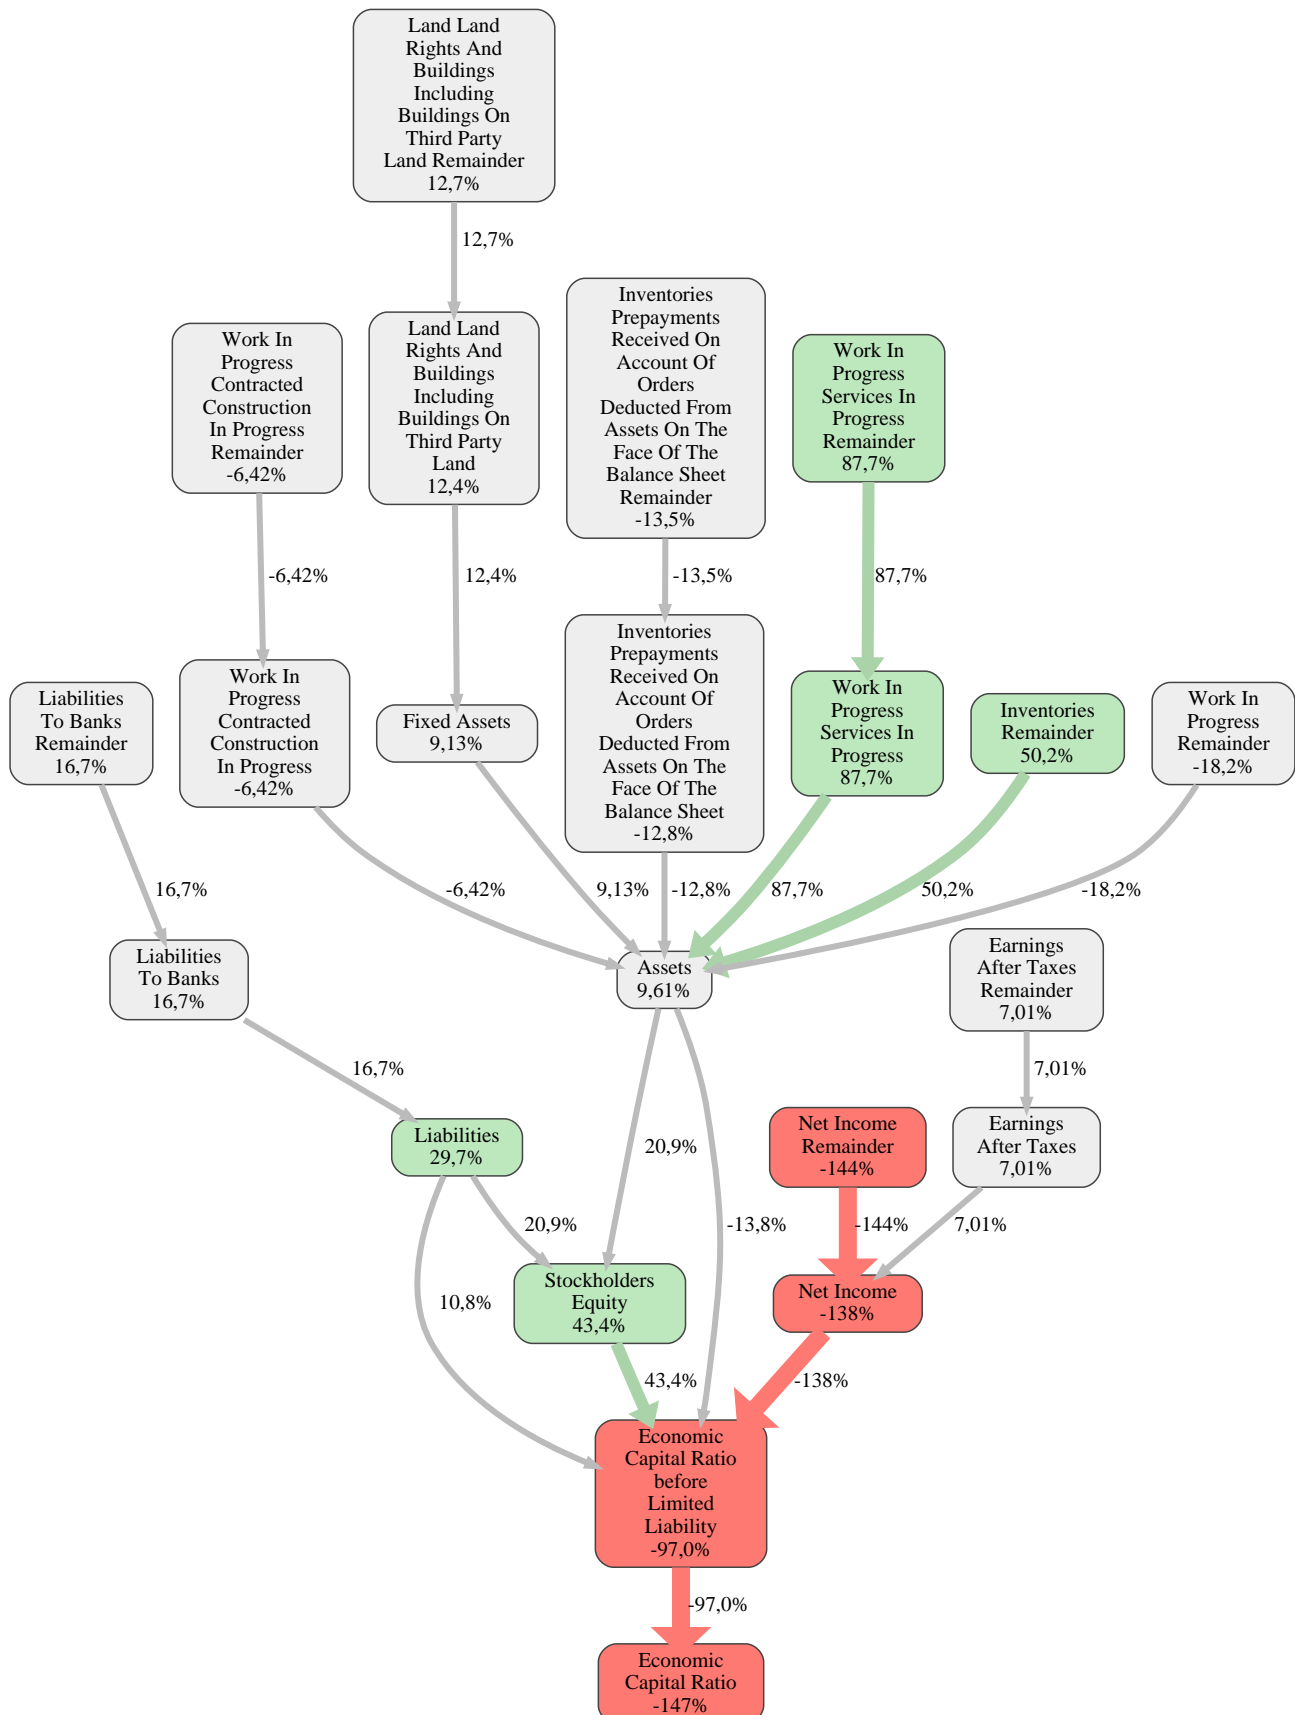 Land Land
Rights And
Buildings
Including
Buildings On
Third Party
Land Remainder
12,7%
12,7%
Work In
Progress
Contracted
Construction
In Progress
Remainder
-6,42%
Land Land
Rights And
Buildings
Including
Buildings On
Third Party
Land
12,4%
Inventories
Prepayments
Received On
Account Of
Orders
Deducted From
Assets On The
Face Of The
Balance Sheet
Remainder
-13,5%
Work In
Progress
Services In
Progress
Remainder
87,7%
-6,42%
12,4%
-13,5%
87,7%
Liabilities
To Banks
Remainder
16,7%
Work In
Progress
Contracted
Construction
In Progress
-6,42%
Fixed Assets
9,13%
Inventories
Prepayments
Received On
Account Of
Orders
Deducted From
Assets On The
Face Of The
Balance Sheet
-12,8%
Work In
Progress
Services In
Progress
87,7%
Inventories
Remainder
50,2%
Work In
Progress
Remainder
-18,2%
16,7%
-6,42%
9,13%
-12,8%
87,7%
50,2%
-18,2%
Liabilities
To Banks
16,7%
Assets
9,61%
Earnings
After Taxes
Remainder
7,01%
16,7%
7,01%
Liabilities
29,7%
20,9%
Net Income
Remainder
-144%
Earnings
After Taxes
7,01%
20,9%
-13,8%
-144%
7,01%
10,8%
Stockholders
Equity
43,4%
Net Income
-138%
43,4%
-138%
Economic
Capital Ratio
before
Limited
Liability
-97,0%
-97,0%
Economic
Capital Ratio
-147%